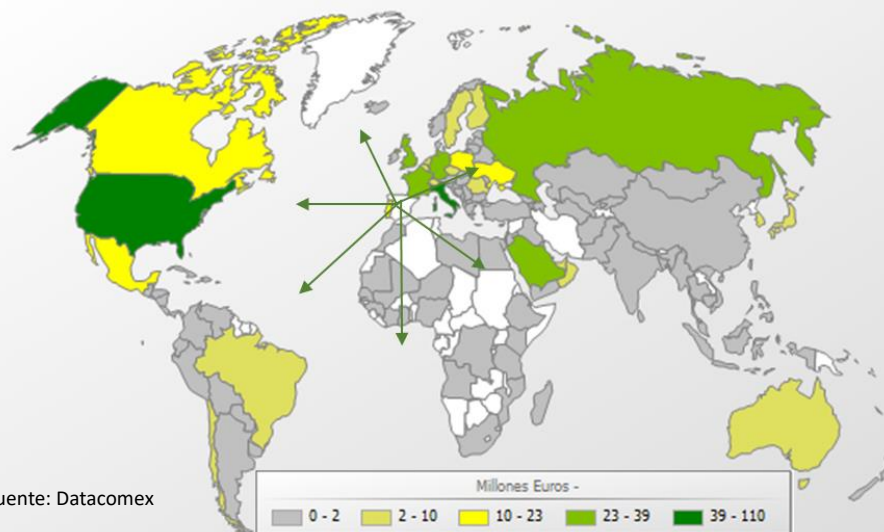 uente: Datacomex
Millones Euros -
0 - 2 2 - 10 10 - 23 23 - 39 39 - 110